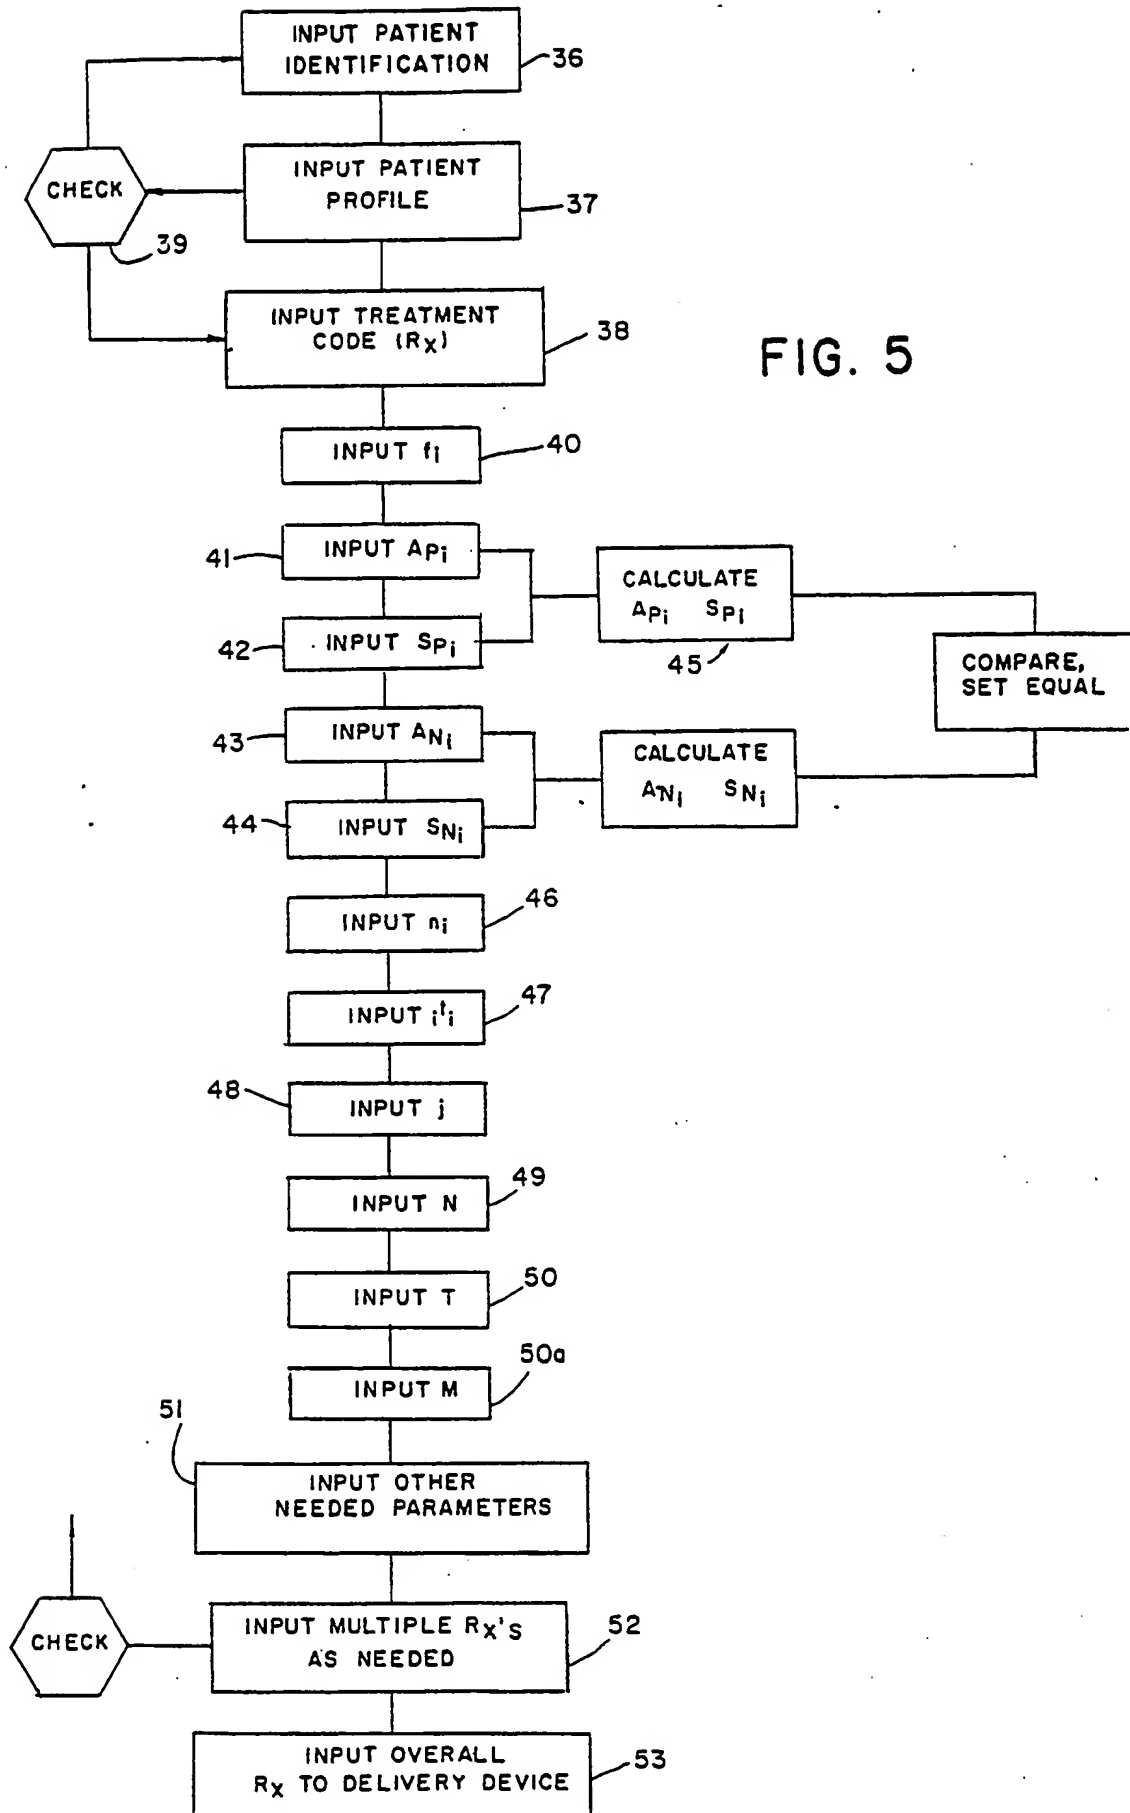 INPUT PATIENT
IDENTIFICATION
36
CHECK
INPUT PATIENT
PROFILE
37
39
INPUT TREATMENT
CODE (Rx)
38
FIG. 5
INPUT fi
40
41
INPUT APi
CALCULATE
APi SPi
45
42
INPUT SPi
COMPARE,
SET EQUAL
43
INPUT ANi
CALCULATE
ANi SNi
44
INPUT SNi
INPUT ni
46
INPUT iti
47
48
INPUT j
INPUT N
49
INPUT T
50
INPUT M
50a
51
INPUT OTHER
NEEDED PARAMETERS
CHECK
INPUT MULTIPLE Rx'S
AS NEEDED
52
INPUT OVERALL
Rx TO DELIVERY DEVICE
53